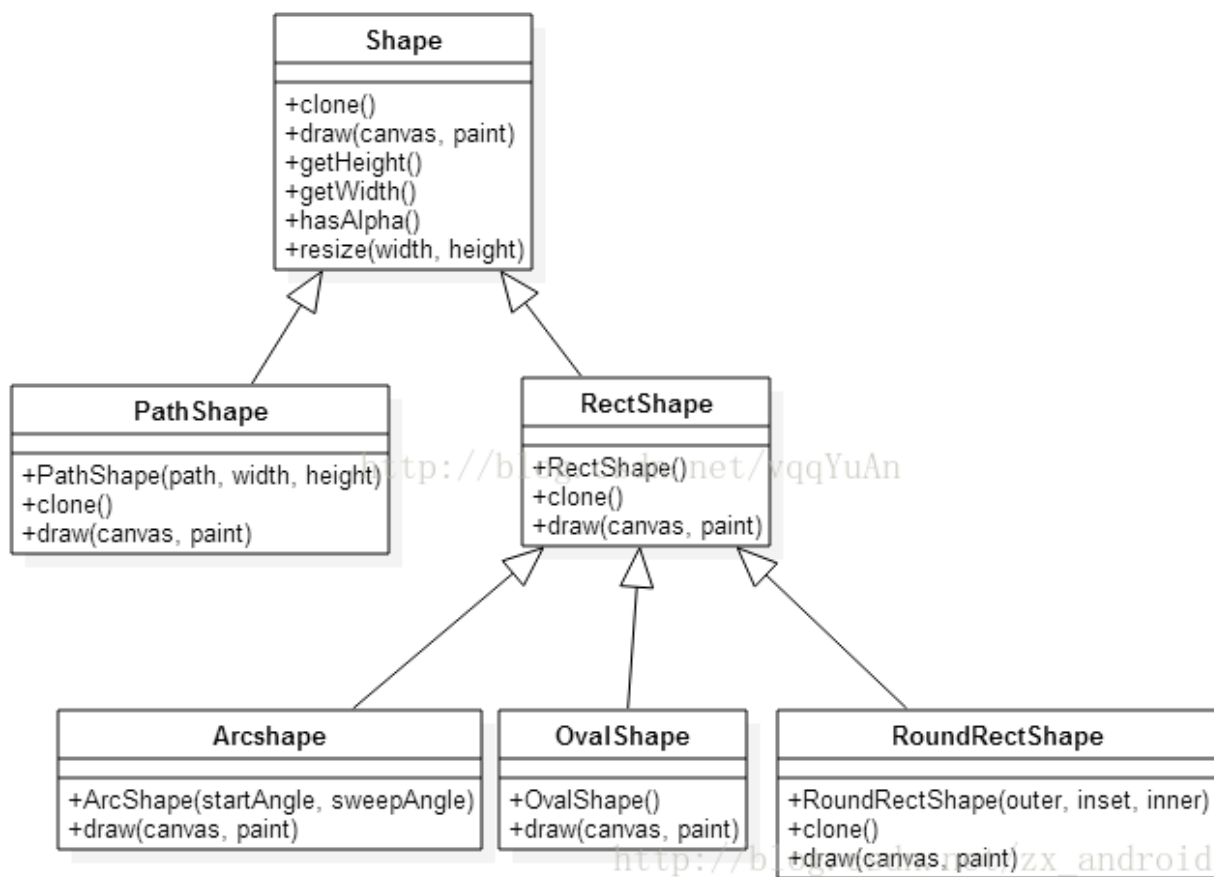 Shape
+clone()
+draw(canvas, paint)
+getHeight()
+getWidth()
+hasAlpha()
+resize(width, height)
PathShape
+PathShape(path, width, height)
+clone()
+draw(canvas, paint)
RectShape
+RectShape()
+clone()
+draw(canvas, paint)
Arcshape
+ArcShape(startAngle, sweepAngle)
+draw(canvas, paint)
OvalShape
+OvalShape()
+draw(canvas, paint)
RoundRectShape
+RoundRectShape(outer, inset, inner)
+clone()
+draw(canvas, paint)